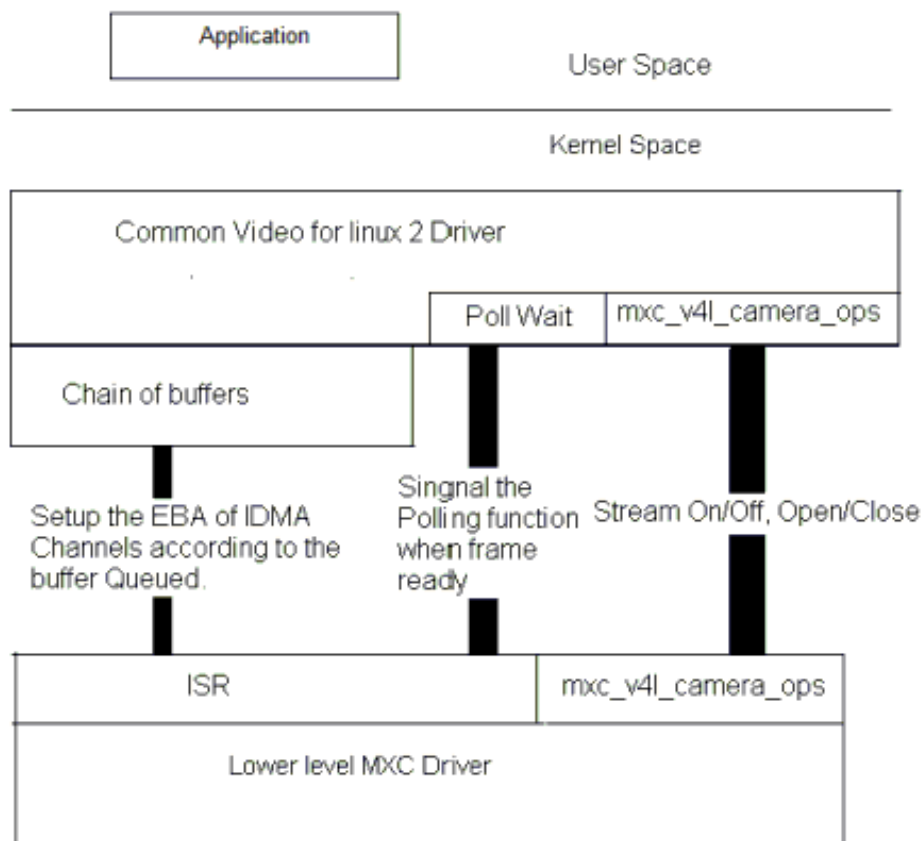 Application
User Space
Kernel Space
Common Video for linux 2 Driver
Poll Wait
mxc_v4l_camera_ops
Chain of buffers
Setup the EBA of IDMA
Channels according to the
buffer Queued.
Singnal the
Polling function
when frame
ready
Stream On/Off, Open/Close
ISR
mxc_v4l_camera_ops
Lower level MXC Driver